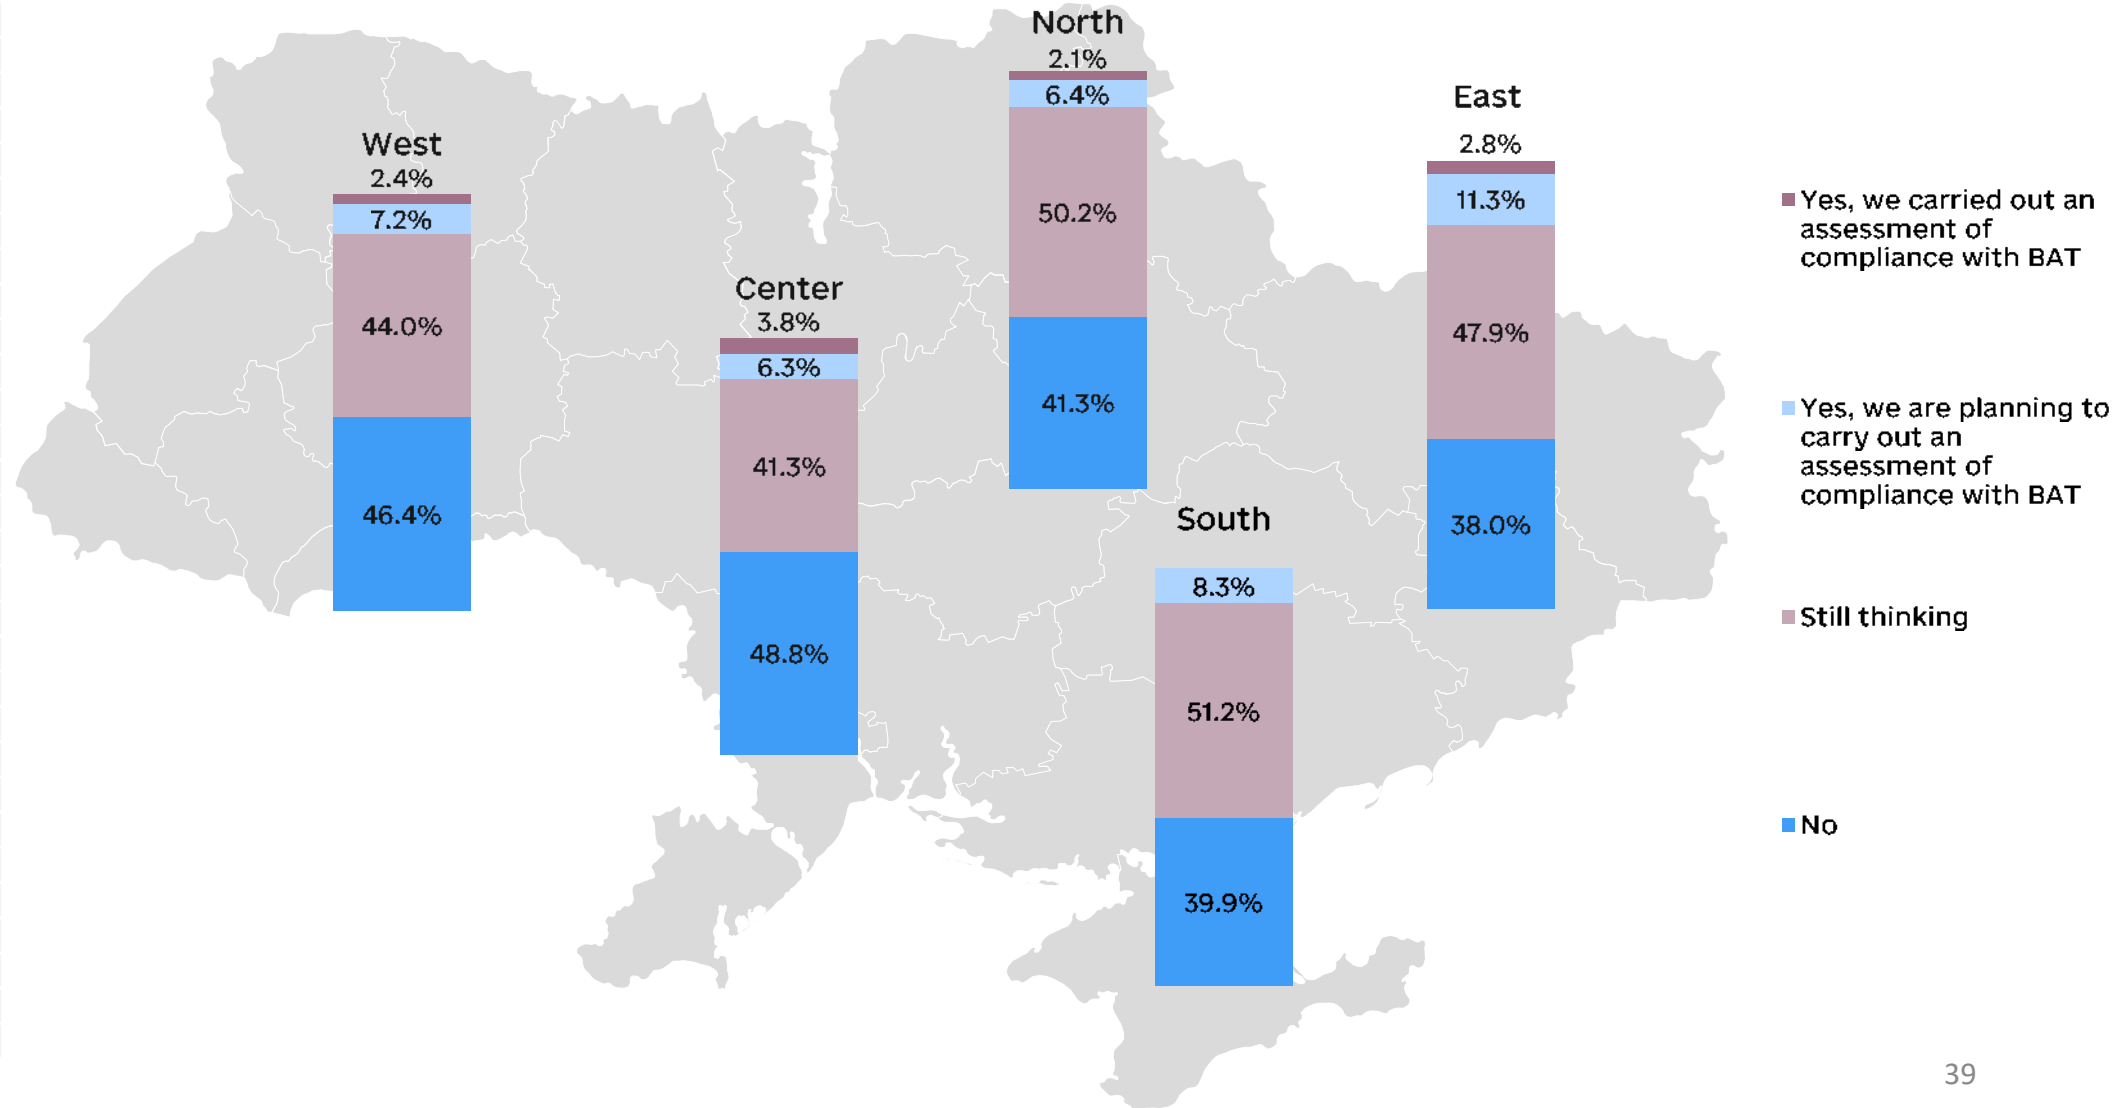 North
2.1%
6.4%
50.2%
41.3%
East
2.8%
11.3%
47.9%
38.0%
West
2.4%
7.2%
44.0%
46.4%
Center
3.8%
6.3%
41.3%
48.8%
South
8.3%
51.2%
39.9%
Yes, we carried out an
assessment of
compliance with BAT
Yes, we are planning to
carry out an
assessment of
compliance with BAT
Still thinking
No
39